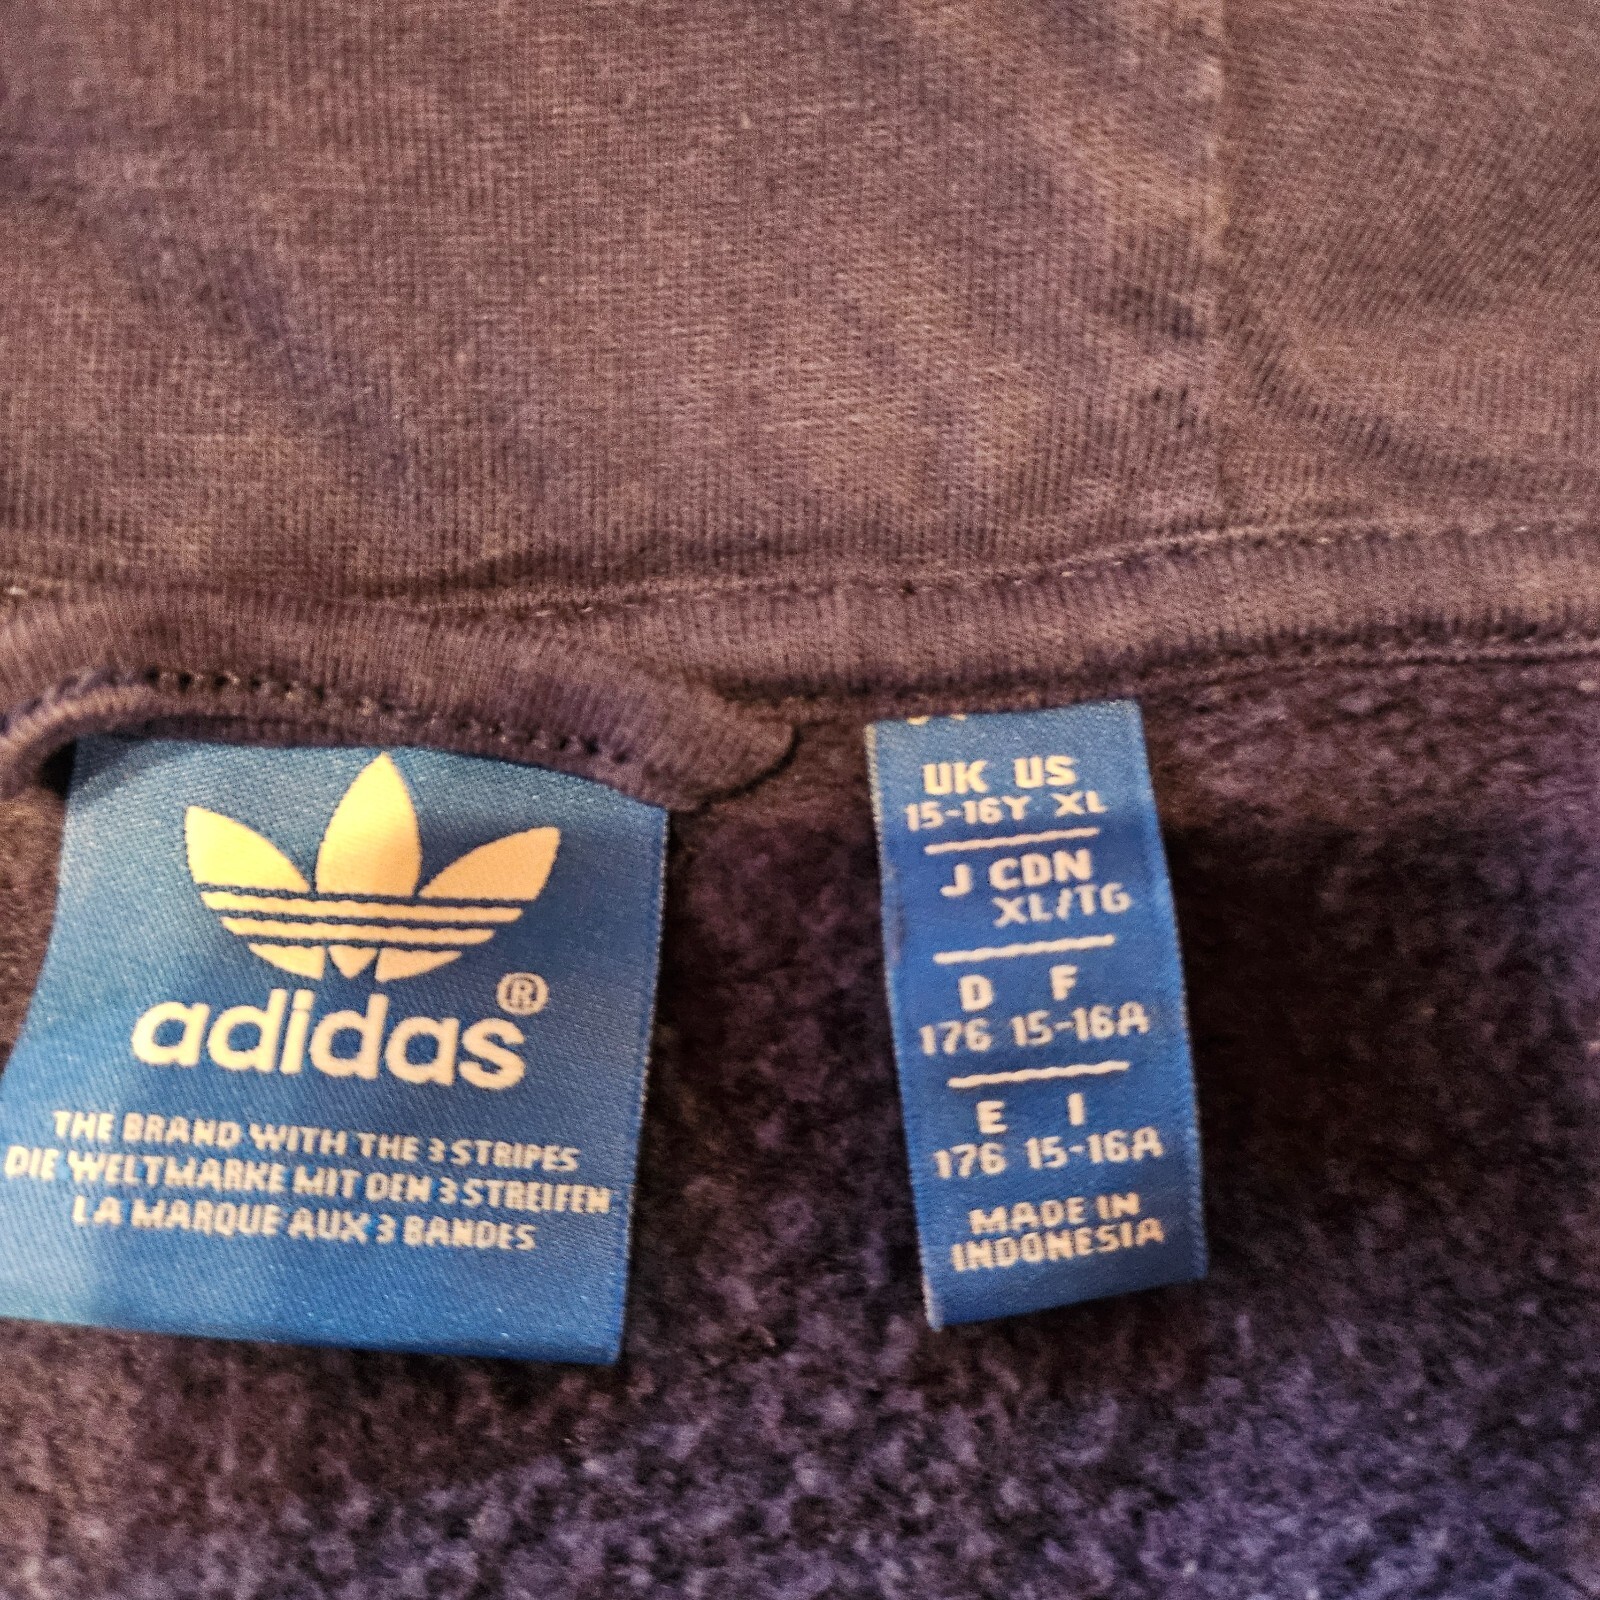 adidas®
THE BRAND WITH THE 3 STRIPES
DIE WELTMARKE MIT DEN 3 STREIFEN
LA MARQUE AUX 3 BANDES
UK US
15-16Y XL
J CDN
XL/TG
D F
176 15-16A
E I
176 15-16A
MADE IN
INDONESIA